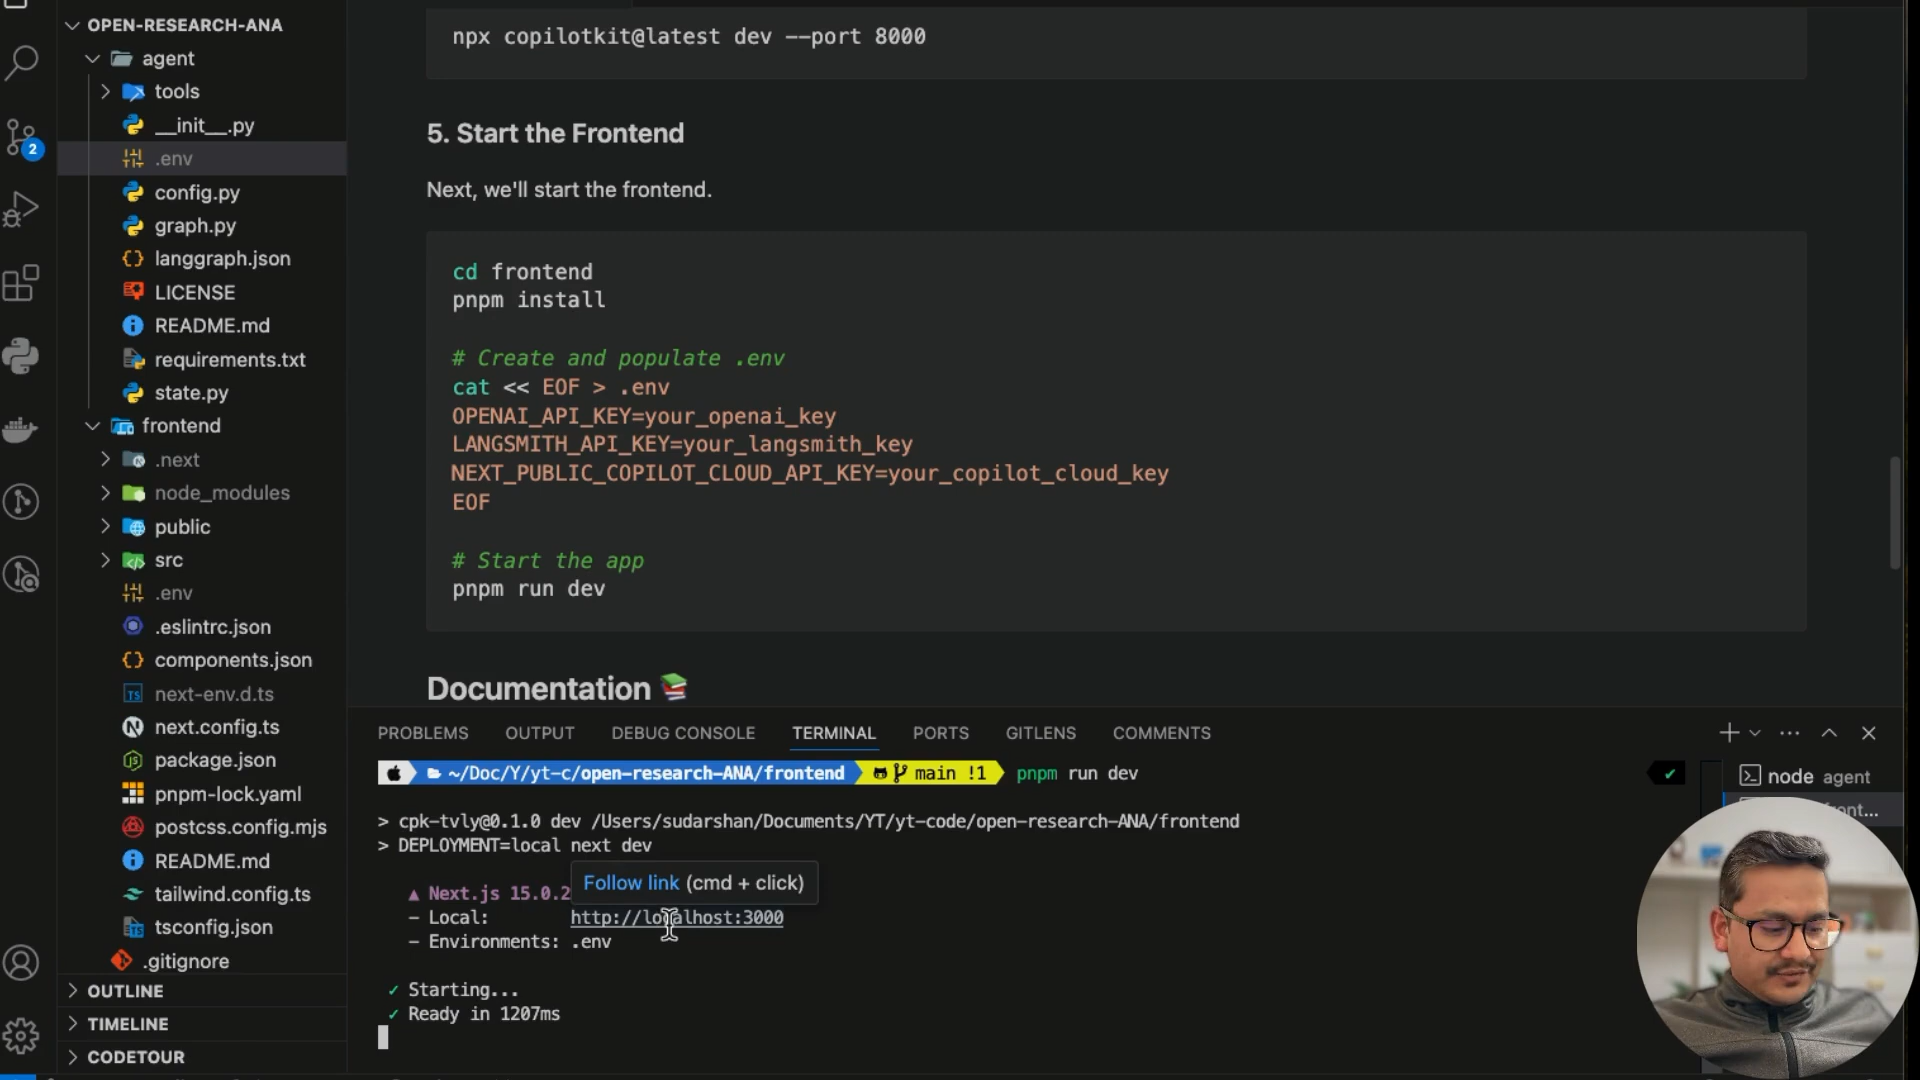 OPEN-RESEARCH-ANA
agent
tools
__init__.py
.env
config.py
graph.py
langgraph.json
LICENSE
README.md
requirements.txt
state.py
frontend
.next
node_modules
public
src
.env
.eslintrc.json
components.json
next-env.d.ts
next.config.ts
package.json
pnpm-lock.yaml
postcss.config.mjs
README.md
tailwind.config.ts
tsconfig.json
.gitignore
OUTLINE
TIMELINE
CODETOUR
2
npx copilotkit@latest dev --port 8000
5. Start the Frontend
Next, we'll start the frontend.
cd frontend
pnpm install
# Create and populate .env
cat << EOF > .env
OPENAI_API_KEY=your_openai_key
LANGSMITH_API_KEY=your_langsmith_key
NEXT_PUBLIC_COPILOT_CLOUD_API_KEY=your_copilot_cloud_key
EOF
# Start the app
pnpm run dev
Documentation 📚
PROBLEMS OUTPUT DEBUG CONSOLE TERMINAL PORTS GITLENS COMMENTS
~/Doc/Y/yt-c/open-research-ANA/frontend main !1 pnpm run dev
> cpk-tvly@0.1.0 dev /Users/sudarshan/Documents/YT/yt-code/open-research-ANA/frontend
> DEPLOYMENT=local next dev
Follow link (cmd + click)
▲ Next.js 15.0.2
- Local: http://localhost:3000
- Environments: .env
✓ Starting...
✓ Ready in 1207ms
node agent